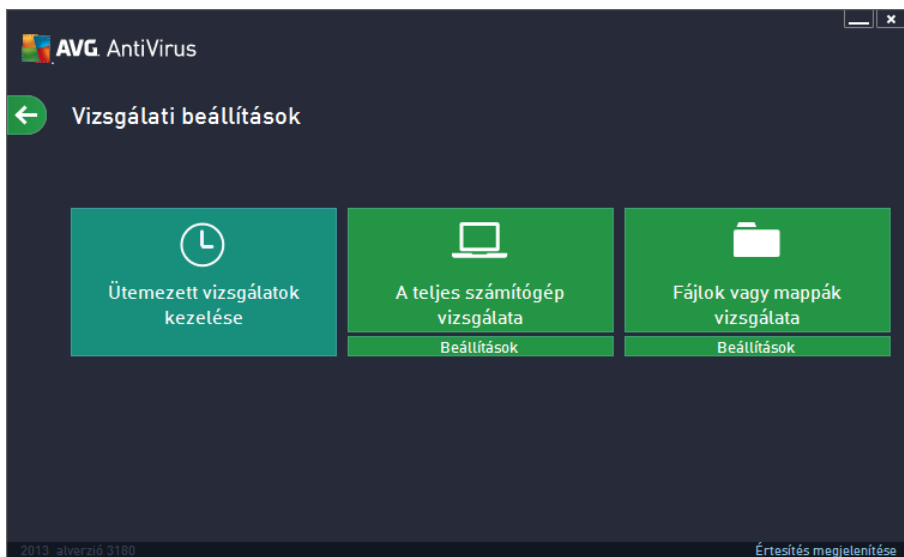 AVG. AntiVirus
Vizsgálati beállítások
Ütemezett vizsgálatok
kezelése
A teljes számítógép
vizsgálata
Beállítások
Fájlok vagy mappák
vizsgálata
Beállítások
2013 alverzió 3180
Értesítés megjelenítése